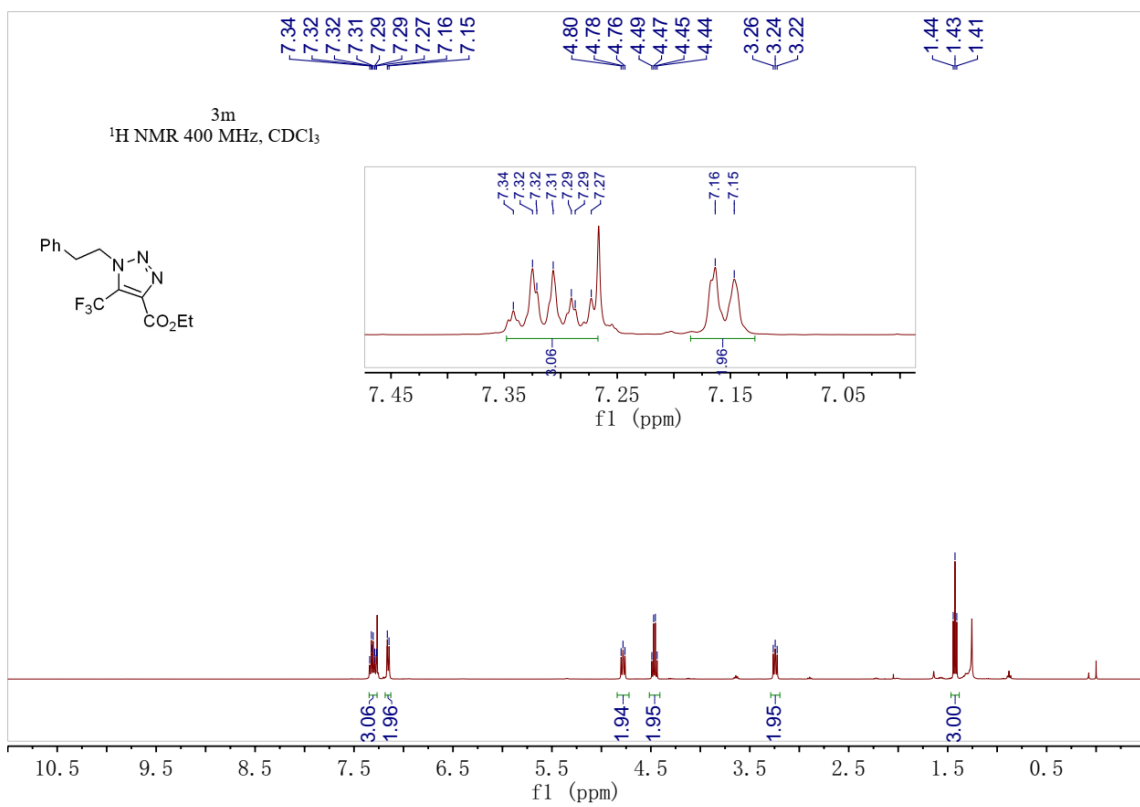 7.34 7.32 7.32 7.31 7.29 7.29 7.27 7.16 7.15 4.80 4.78 4.76 4.49 4.47 4.45 4.44 3.26 3.24 3.22 1.44 1.43 1.41
3m
¹H NMR 400 MHz, CDCl₃
7.34 7.32 7.32 7.31 7.29 7.29 7.27 7.16 7.15
3.06 1.96
7.45 7.35 7.25 7.15 7.05
f1 (ppm)
Ph
N N
N
F₃C
CO₂Et
3.06 1.96 1.94 1.95 1.95 3.00
10.5 9.5 8.5 7.5 6.5 5.5 4.5 3.5 2.5 1.5 0.5
f1 (ppm)